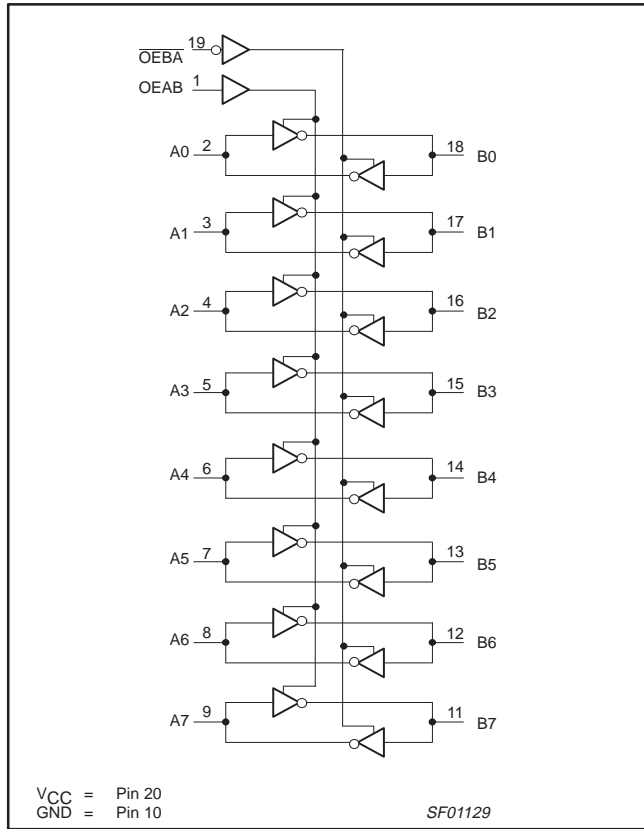 OEBA 19
OEAB 1
A0 2 18 B0
A1 3 17 B1
A2 4 16 B2
A3 5 15 B3
A4 6 14 B4
A5 7 13 B5
A6 8 12 B6
A7 9 11 B7
VCC = Pin 20
GND = Pin 10
SF01129